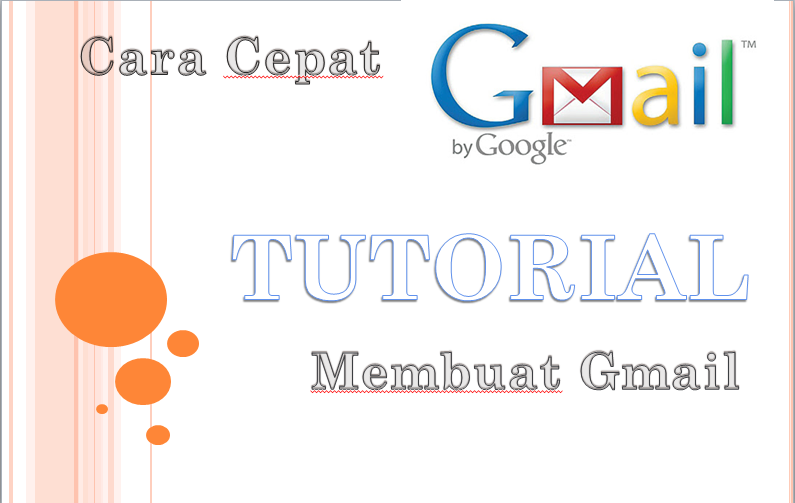 Cara Cepat
Gmail™
by Google™
TUTORIAL
Membuat Gmail